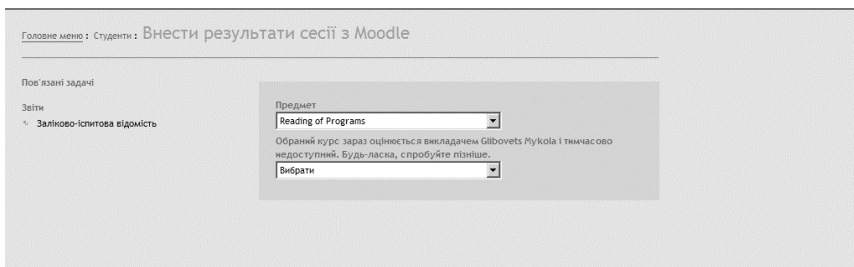 Головне меню : Студенти : Внести результати сесії з Moodle
Пов'язані задачі
Звіти
Заліково-іспитова відомість
Предмет
Reading of Programs
Обраний курс зараз оцінюється викладачем Glibovets Mykola і тимчасово
недоступний. Будь-ласка, спробуйте пізніше.
Вибрати